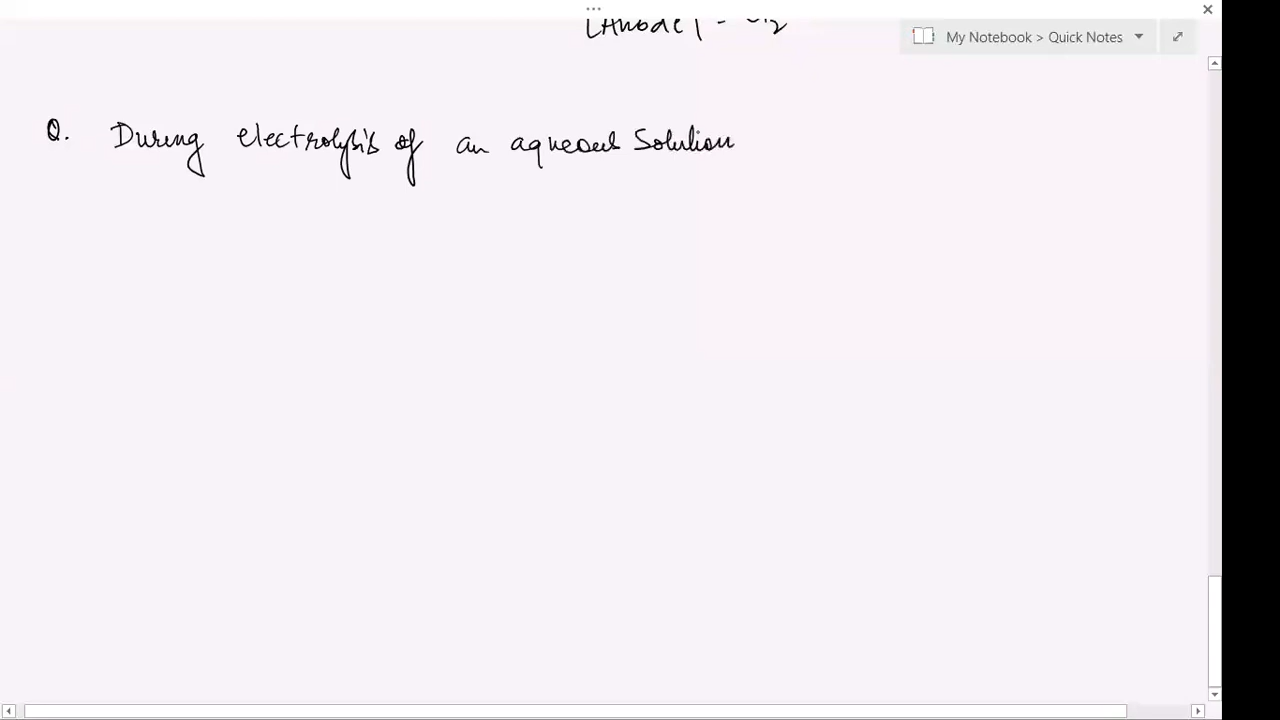 My Notebook > Quick Notes
Q. During electrolysis of an aqueous solution